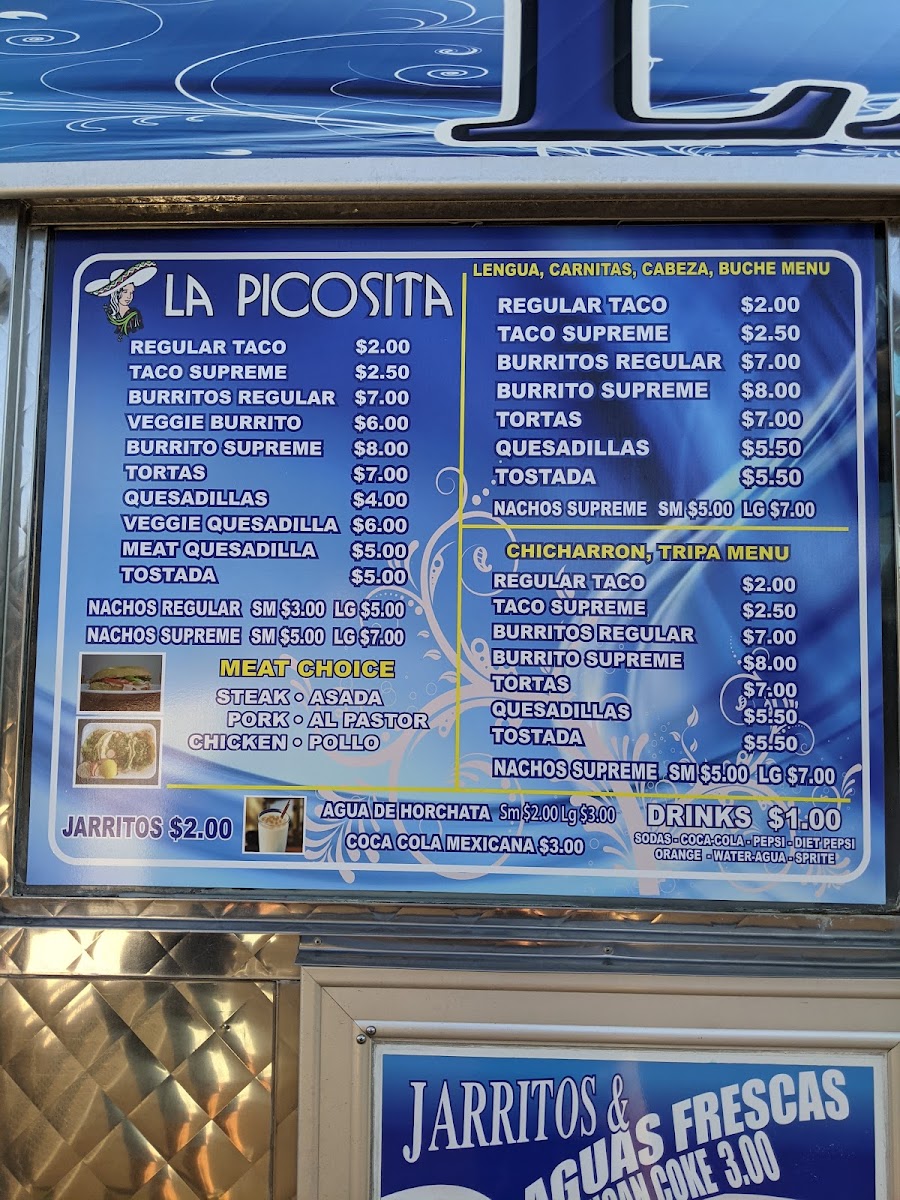 LA PICOSITA
REGULAR TACO $2.00
TACO SUPREME $2.50
BURRITOS REGULAR $7.00
VEGGIE BURRITO $6.00
BURRITO SUPREME $8.00
TORTAS $7.00
QUESADILLAS $4.00
VEGGIE QUESADILLA $6.00
MEAT QUESADILLA $5.00
TOSTADA $5.00
NACHOS REGULAR SM $3.00 LG $5.00
NACHOS SUPREME SM $5.00 LG $7.00
MEAT CHOICE
STEAK • ASADA
PORK • AL PASTOR
CHICKEN • POLLO
LENGUA, CARNITAS, CABEZA, BUCHE MENU
REGULAR TACO $2.00
TACO SUPREME $2.50
BURRITOS REGULAR $7.00
BURRITO SUPREME $8.00
TORTAS $7.00
QUESADILLAS $5.50
TOSTADA $5.50
NACHOS SUPREME SM $5.00 LG $7.00
CHICHARRON, TRIPA MENU
REGULAR TACO $2.00
TACO SUPREME $2.50
BURRITOS REGULAR $7.00
BURRITO SUPREME $8.00
TORTAS $7.00
QUESADILLAS $5.50
TOSTADA $5.50
NACHOS SUPREME SM $5.00 LG $7.00
JARRITOS $2.00
AGUA DE HORCHATA Sm $2.00 Lg $3.00
COCA COLA MEXICANA $3.00
DRINKS $1.00
SODAS - COCA-COLA - PEPSI - DIET PEPSI
ORANGE - WATER-AGUA - SPRITE
JARRITOS &
AGUAS FRESCAS
COKE 3.00